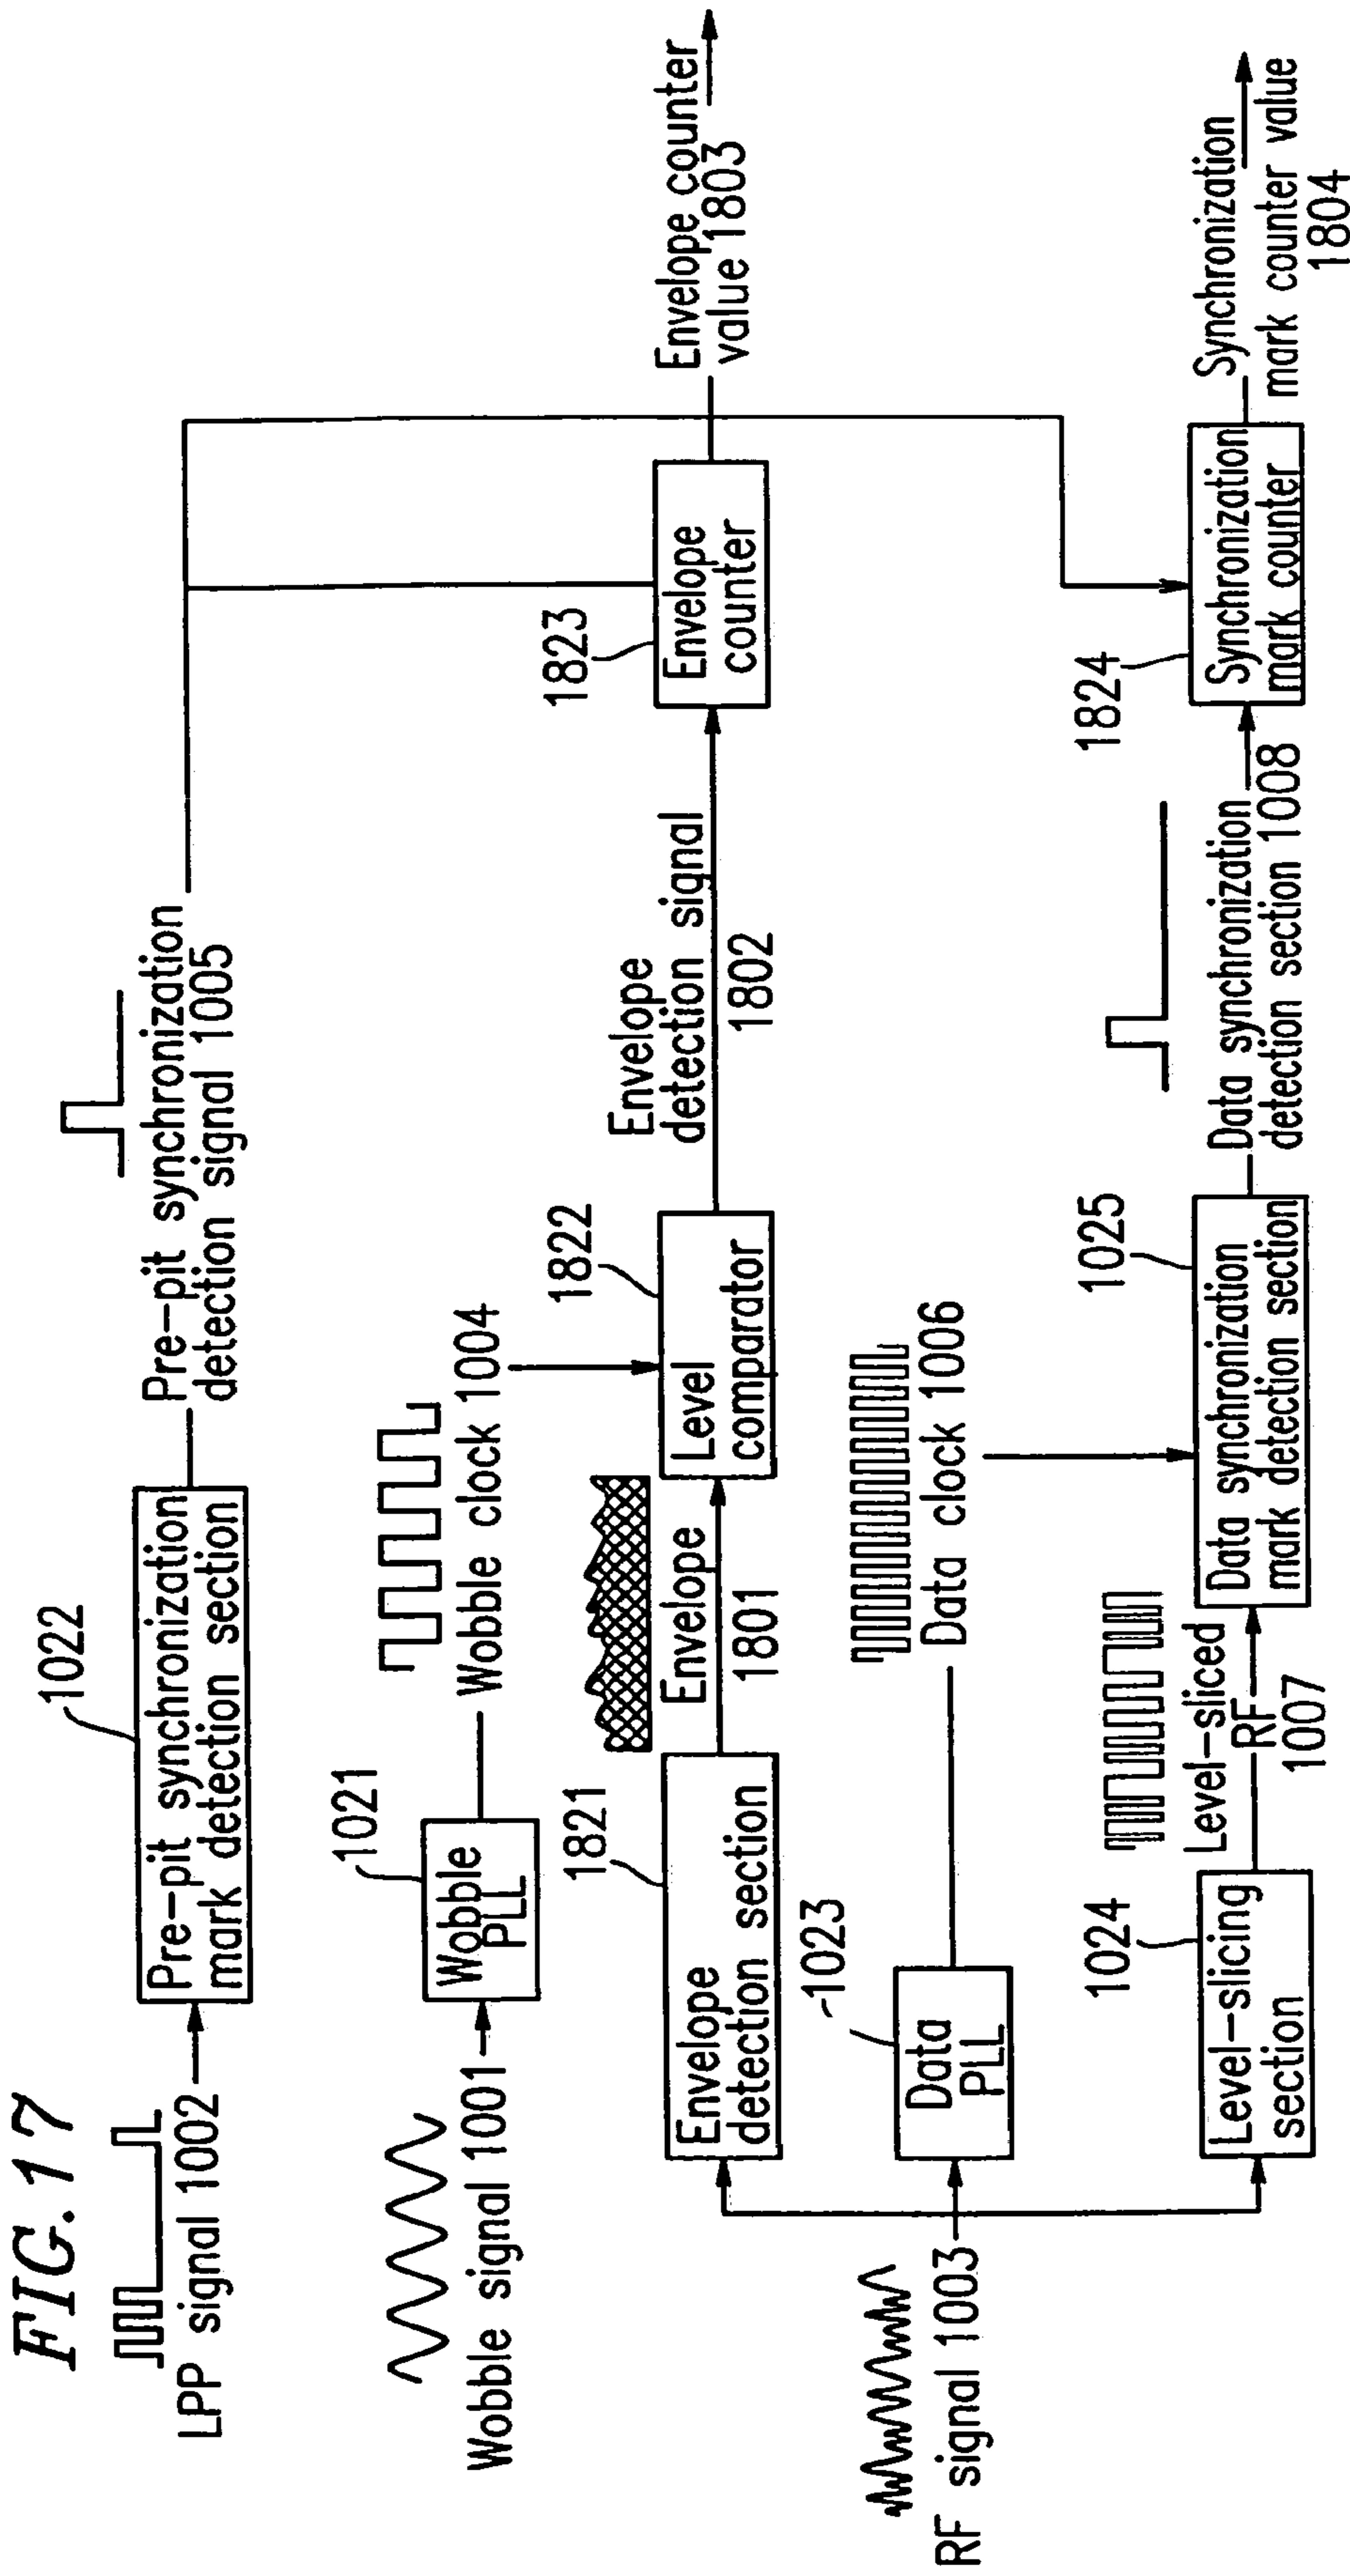 FIG. 17
LPP signal 1002
1022
Pre-pit synchronization
mark detection section
Pre-pit synchronization
detection signal 1005
Wobble signal 1001
1021
Wobble
PLL
Wobble clock 1004
1821
Envelope
detection section
Envelope
1801
1822
Level
comparator
Envelope
detection signal
1802
1823
Envelope
counter
Envelope counter
value 1803
RF signal 1003
1023
Data
PLL
Data clock 1006
1024
Level-slicing
section
Level-sliced
RF
1007
1025
Data synchronization
mark detection section
Data synchronization
detection section 1008
1824
Synchronization
mark counter
Synchronization
mark counter value
1804